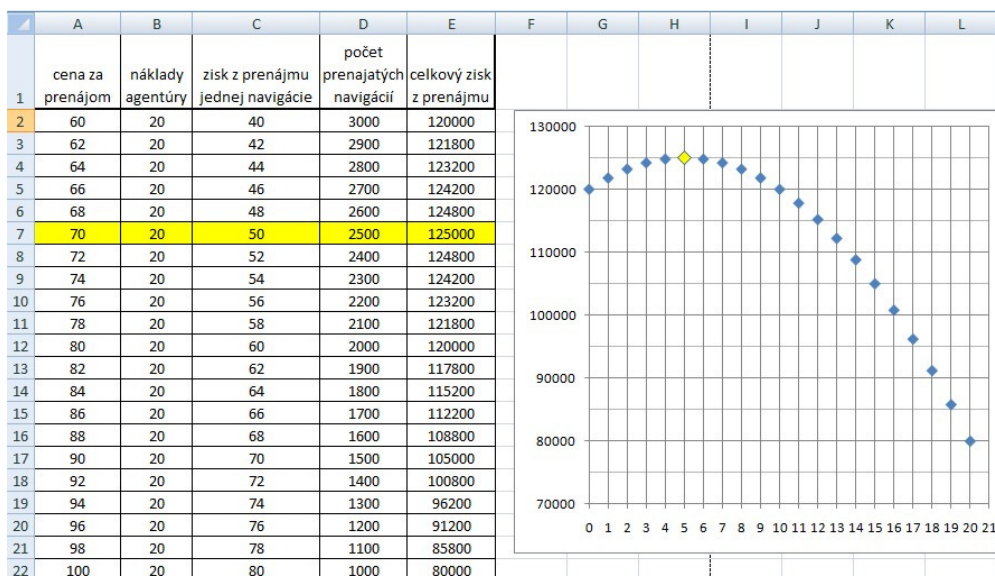 A B C D E F G H I J K L
1 cena za prenájom náklady agentúry zisk z prenájmu jednej navigácie počet prenajatých navigácií celkový zisk z prenájmu
2 60 20 40 3000 120000
3 62 20 42 2900 121800
4 64 20 44 2800 123200
5 66 20 46 2700 124200
6 68 20 48 2600 124800
7 70 20 50 2500 125000
8 72 20 52 2400 124800
9 74 20 54 2300 124200
10 76 20 56 2200 123200
11 78 20 58 2100 121800
12 80 20 60 2000 120000
13 82 20 62 1900 117800
14 84 20 64 1800 115200
15 86 20 66 1700 112200
16 88 20 68 1600 108800
17 90 20 70 1500 105000
18 92 20 72 1400 100800
19 94 20 74 1300 96200
20 96 20 76 1200 91200
21 98 20 78 1100 85800
22 100 20 80 1000 80000
130000
120000
110000
100000
90000
80000
70000
0 1 2 3 4 5 6 7 8 9 10 11 12 13 14 15 16 17 18 19 20 21